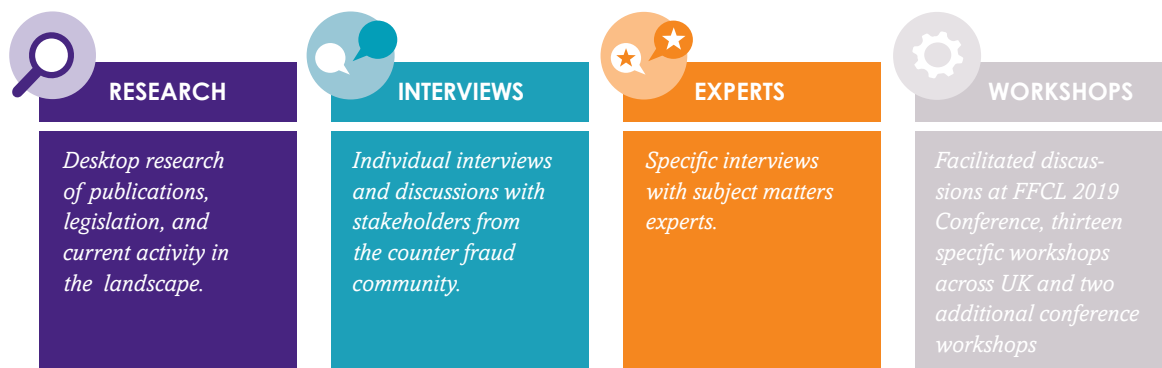 RESEARCH
Desktop research
of publications,
legislation, and
current activity in
the landscape.
INTERVIEWS
Individual interviews
and discussions with
stakeholders from
the counter fraud
community.
EXPERTS
Specific interviews
with subject matters
experts.
WORKSHOPS
Facilitated discus-
sions at FFCL 2019
Conference, thirteen
specific workshops
across UK and two
additional conference
workshops